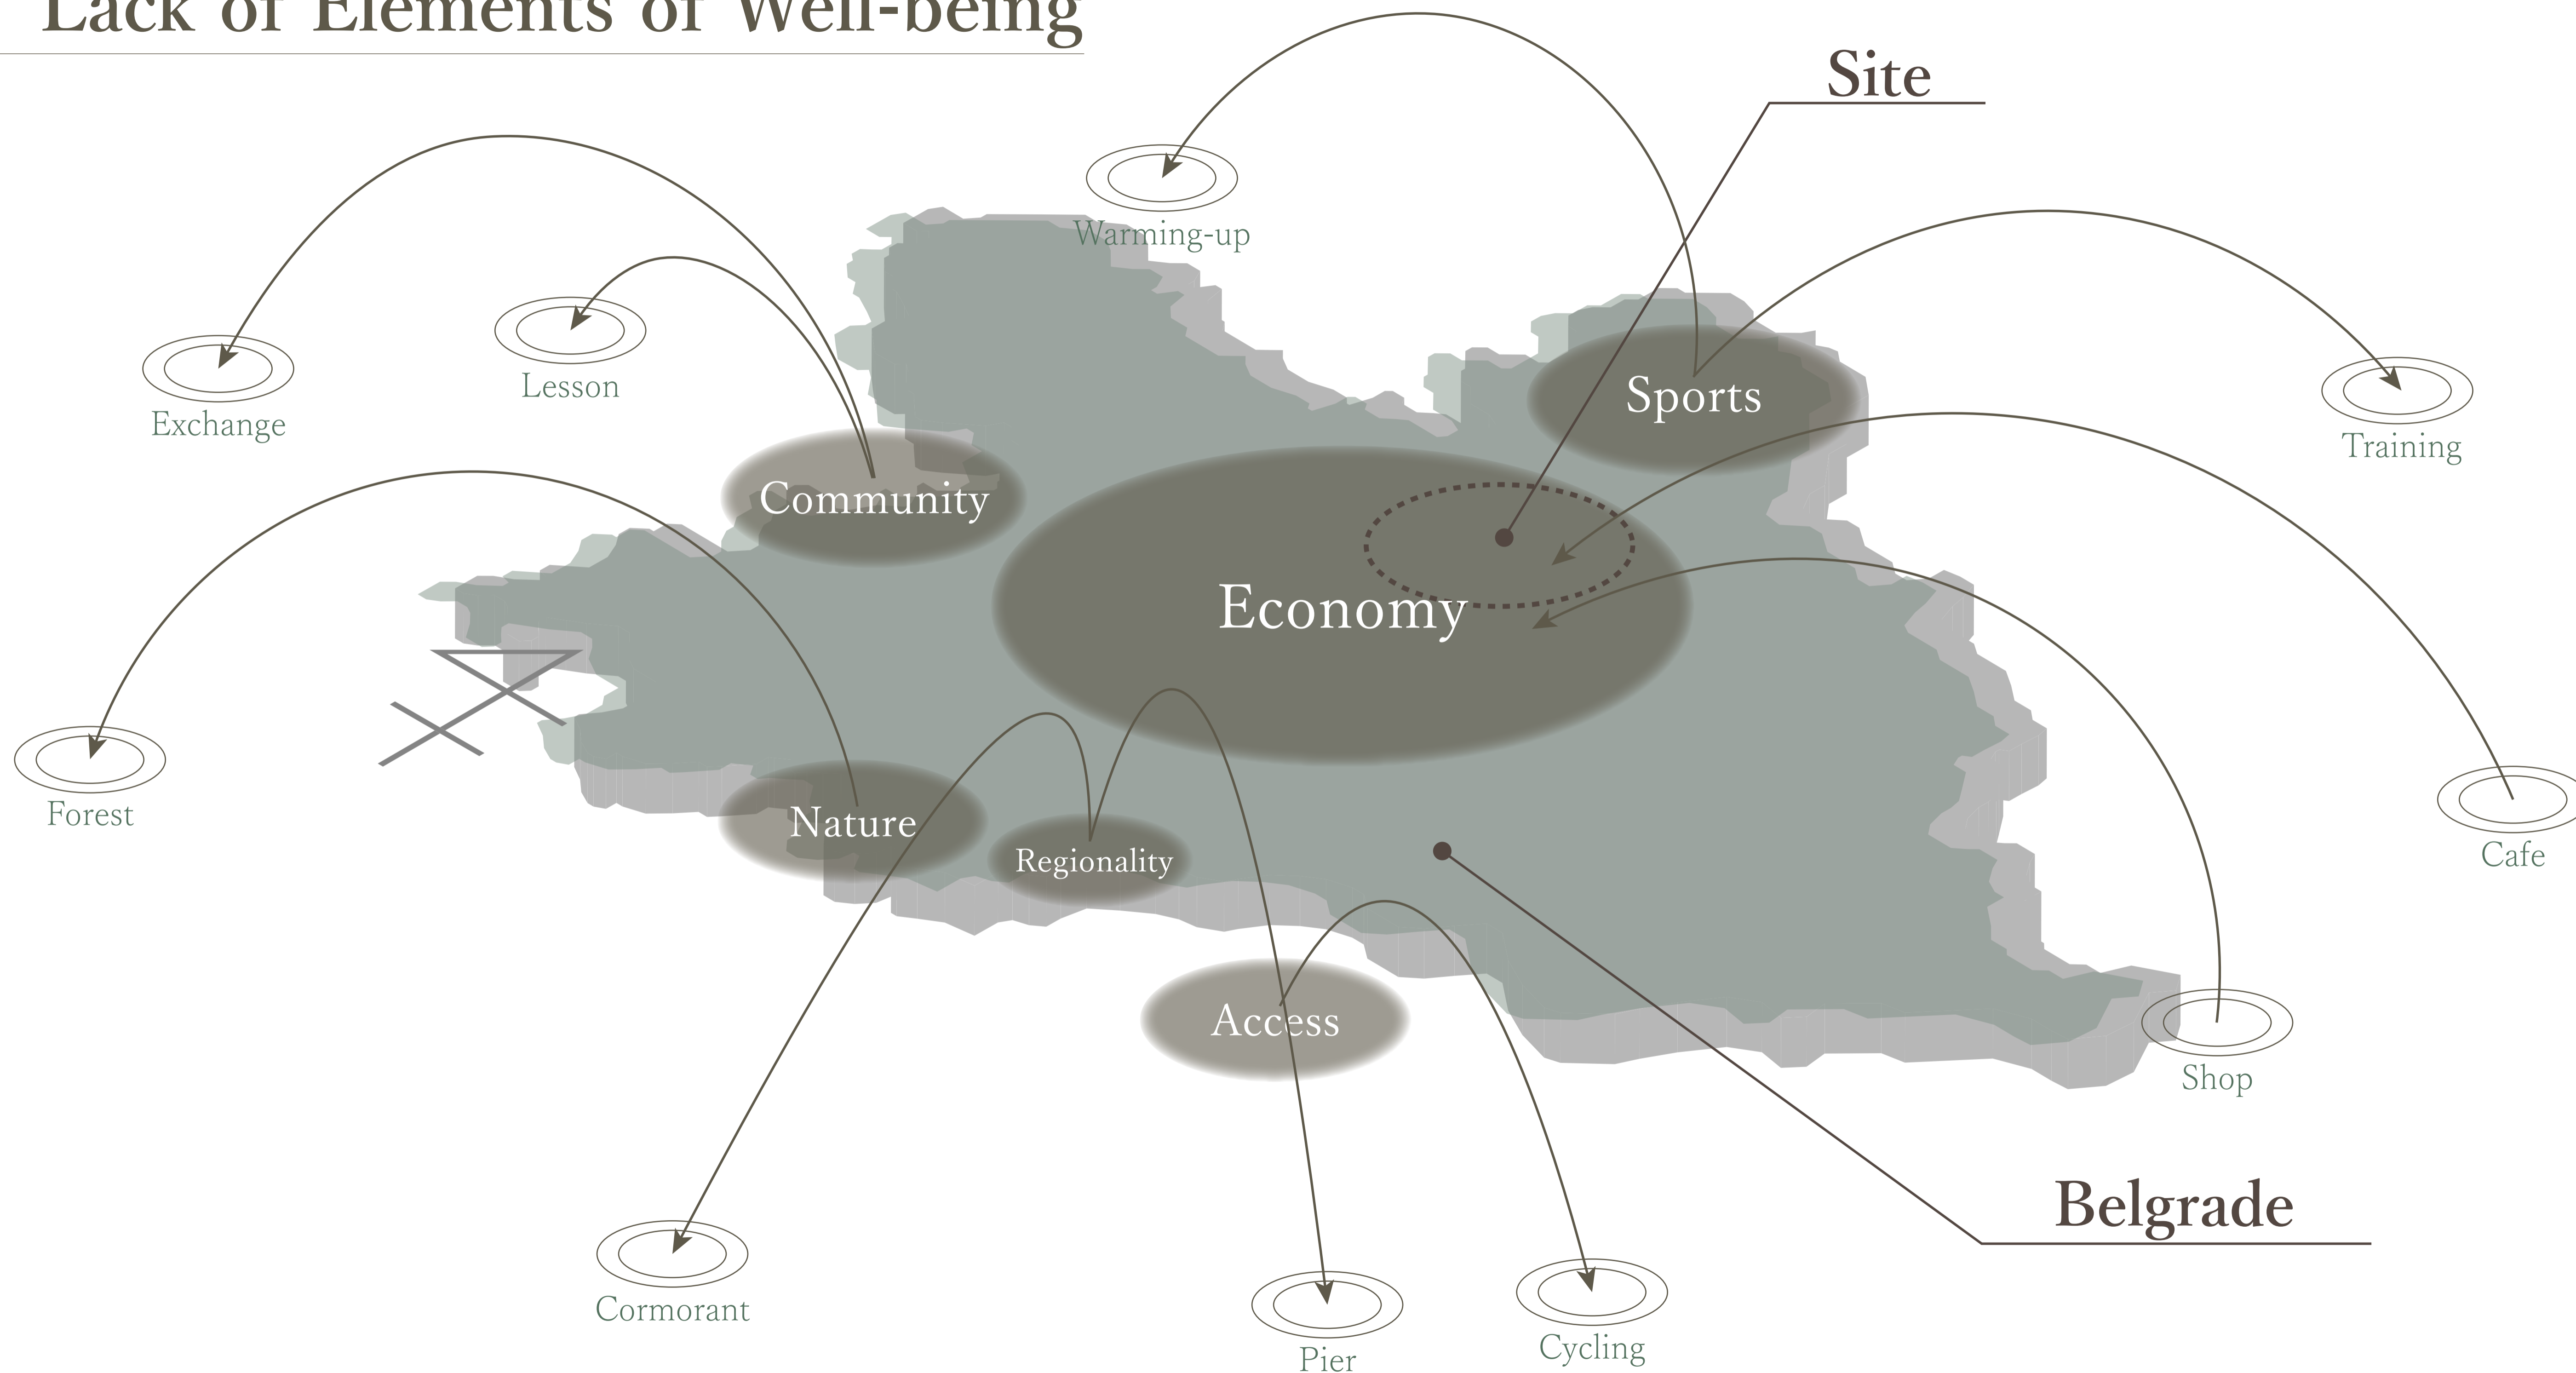 Lack of Elements of Well-being
Site
Warming-up
Lesson
Exchange
Sports
Training
Community
Economy
Forest
Nature
Regionality
Cafe
Access
Shop
Belgrade
Cormorant
Pier
Cycling